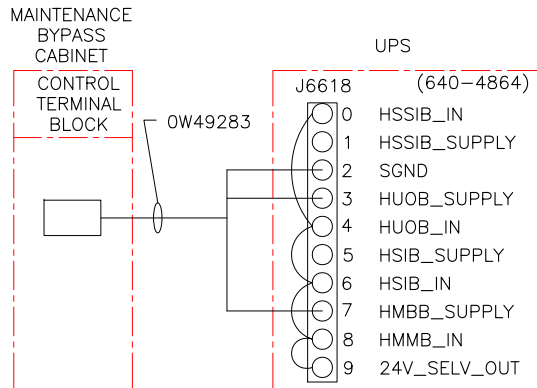 MAINTENANCE
BYPASS
CABINET
CONTROL
TERMINAL
BLOCK
0W49283
UPS
J6618
(640-4864)
0 HSSIB_IN
1 HSSIB_SUPPLY
2 SGND
3 HUOB_SUPPLY
4 HUOB_IN
5 HSIB_SUPPLY
6 HSIB_IN
7 HMBB_SUPPLY
8 HMMB_IN
9 24V_SELV_OUT